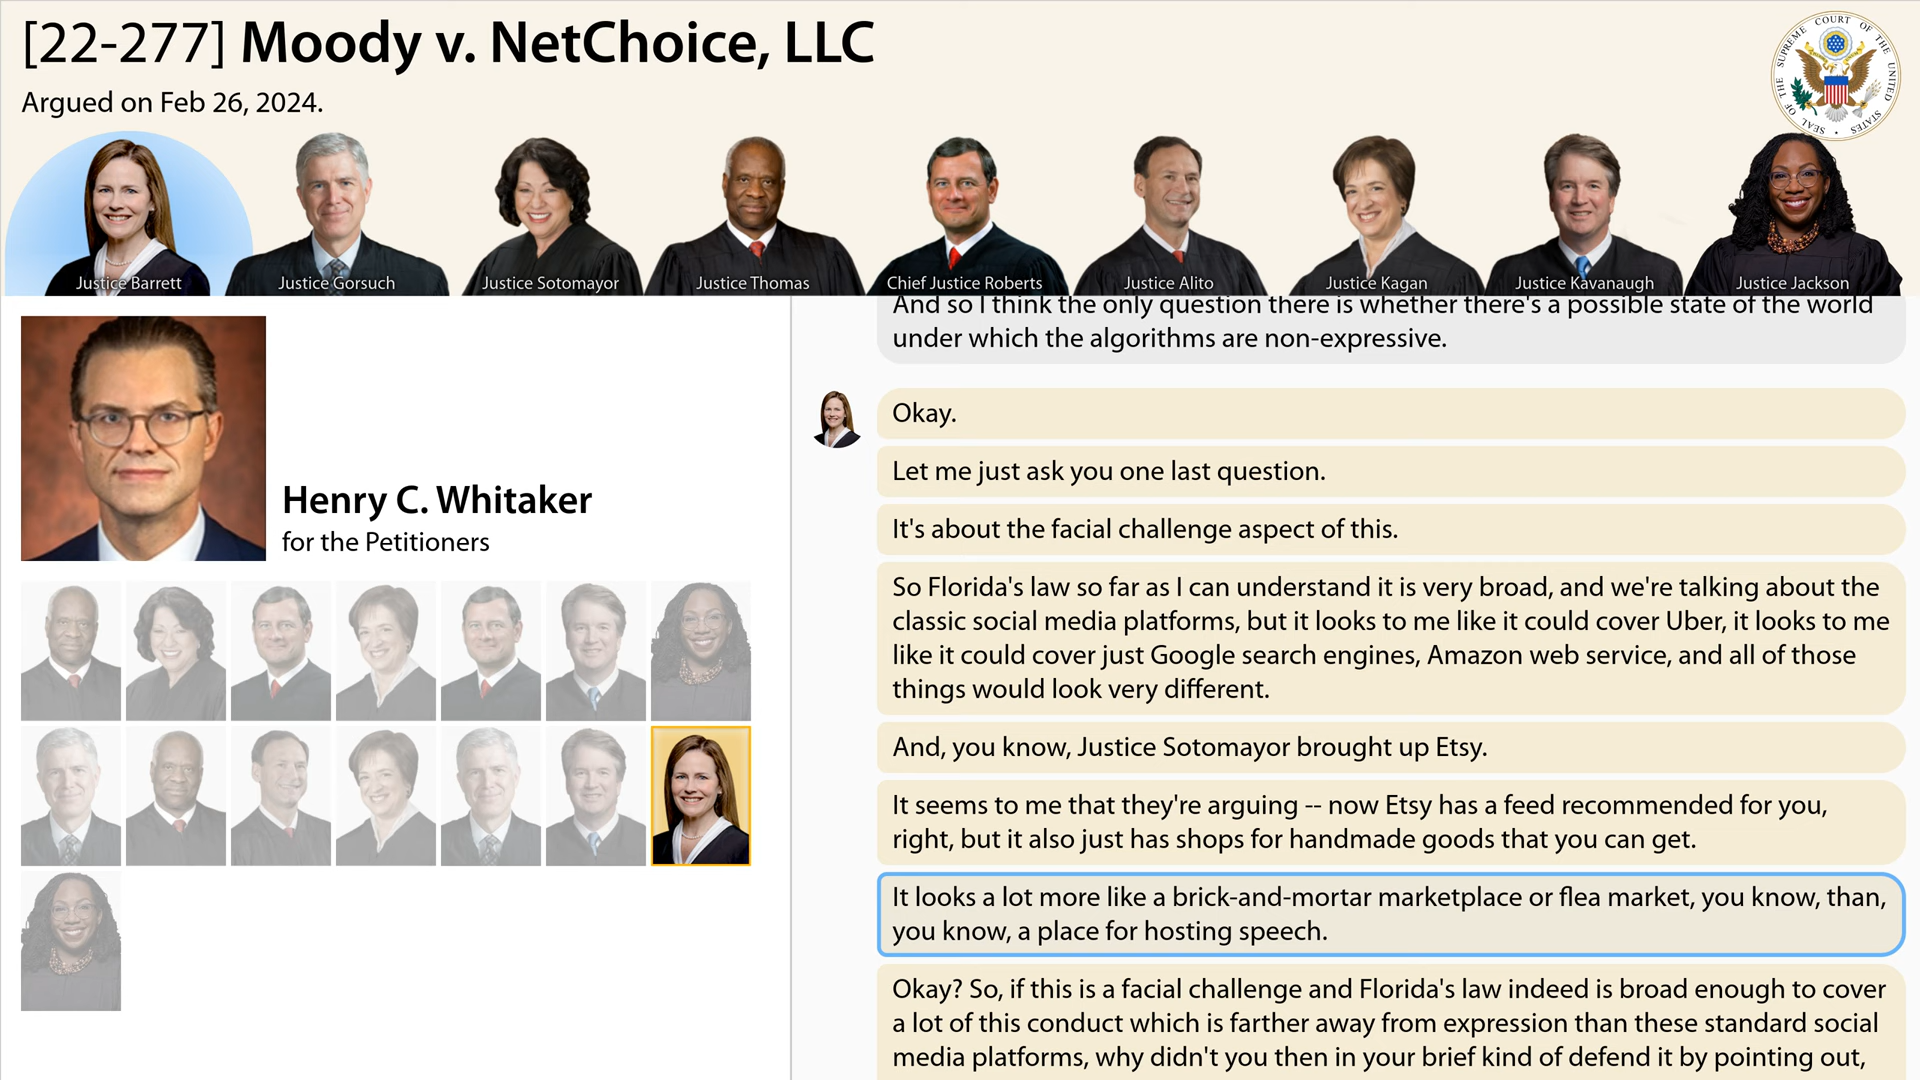 [22-277] Moody v. NetChoice, LLC
Argued on Feb 26, 2024.
SEAL OF THE SUPREME COURT OF THE UNITED STATES
Justice Barrett
Justice Gorsuch
Justice Sotomayor
Justice Thomas
Chief Justice Roberts
Justice Alito
Justice Kagan
Justice Kavanaugh
Justice Jackson
Henry C. Whitaker
for the Petitioners
And so I think the only question there is whether there's a possible state of the world
under which the algorithms are non-expressive.
Okay.
Let me just ask you one last question.
It's about the facial challenge aspect of this.
So Florida's law so far as I can understand it is very broad, and we're talking about the
classic social media platforms, but it looks to me like it could cover Uber, it looks to me
like it could cover just Google search engines, Amazon web service, and all of those
things would look very different.
And, you know, Justice Sotomayor brought up Etsy.
It seems to me that they're arguing -- now Etsy has a feed recommended for you,
right, but it also just has shops for handmade goods that you can get.
It looks a lot more like a brick-and-mortar marketplace or flea market, you know, than,
you know, a place for hosting speech.
Okay? So, if this is a facial challenge and Florida's law indeed is broad enough to cover
a lot of this conduct which is farther away from expression than these standard social
media platforms, why didn't you then in your brief kind of defend it by pointing out,